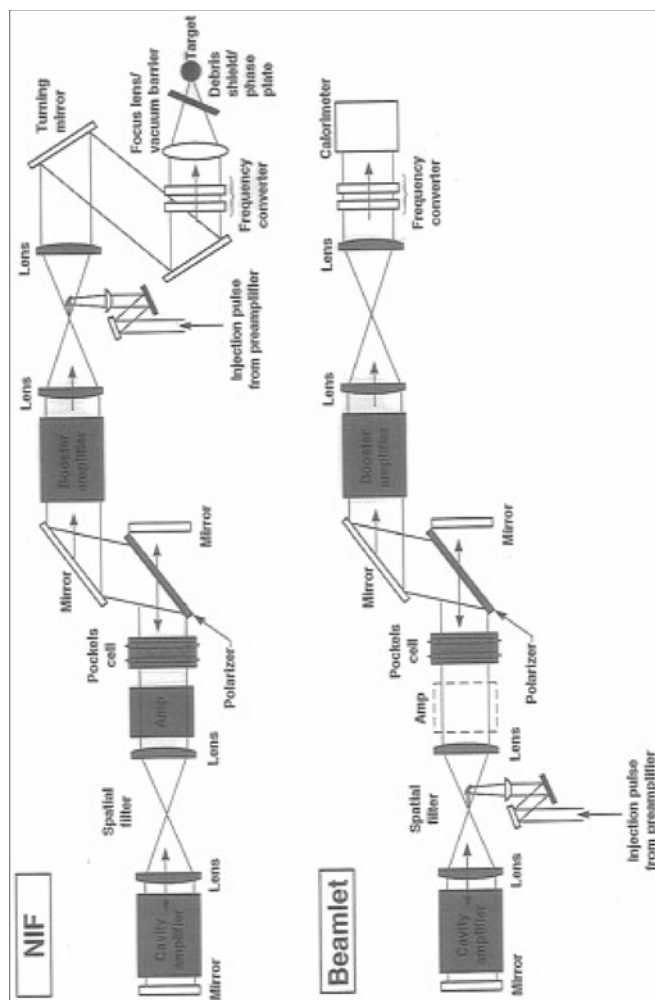 NIF
Mirror
Cavity
amplifier
Lens
Spatial
filter
Lens
Amp
Pockels
cell
Polarizer
Mirror
Mirror
Booster
amplifier
Lens
Injection pulse
from preamplifier
Lens
Turning
mirror
Frequency
converter
Focus lens/
vacuum barrier
Debris
shield/
phase
plate
Target
Beamlet
Mirror
Cavity
amplifier
Lens
Spatial
filter
Injection pulse
from preamplifier
Lens
Amp
Pockels
cell
Polarizer
Mirror
Mirror
Booster
amplifier
Lens
Lens
Frequency
converter
Calorimeter